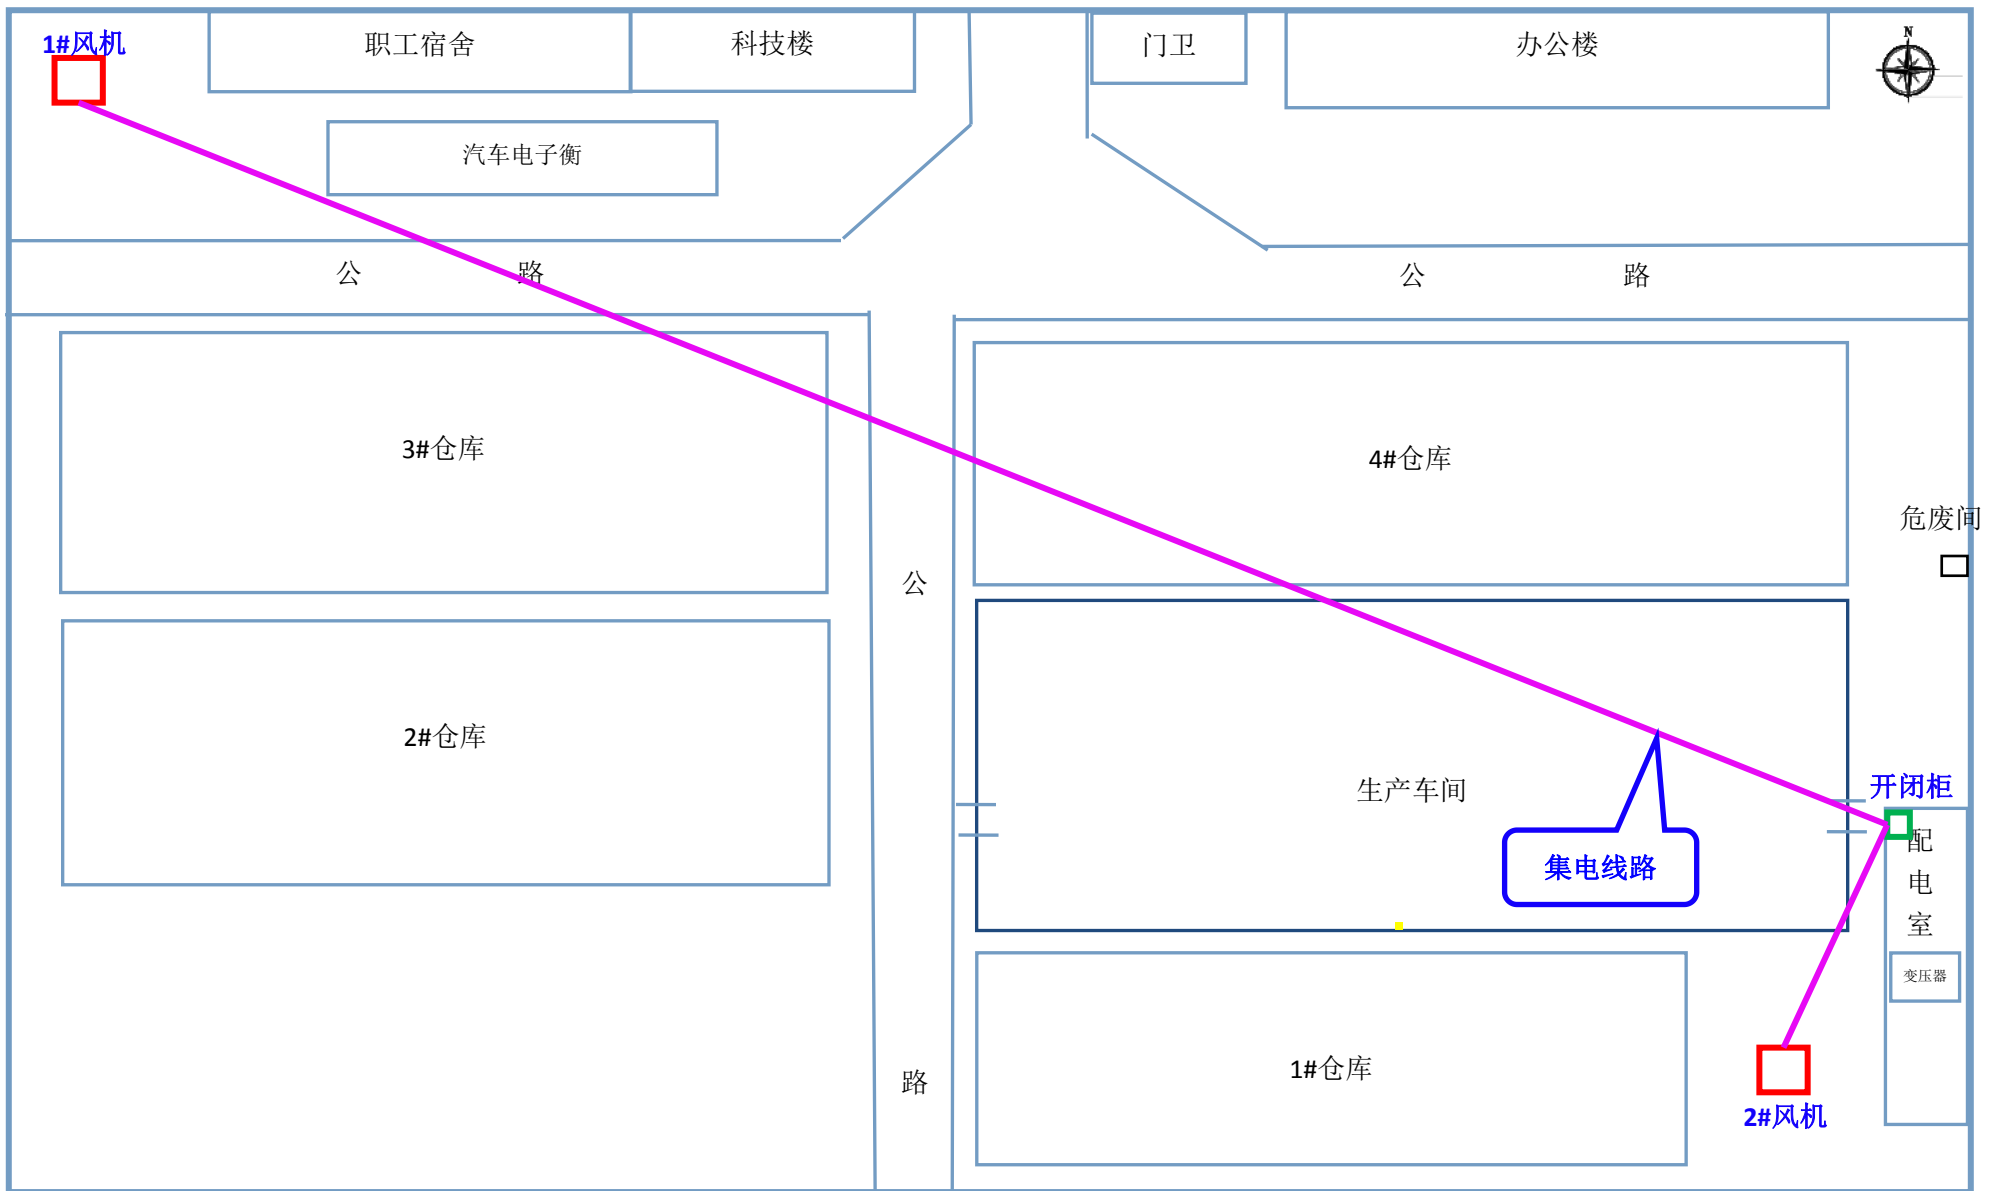 1#风机
职工宿舍
科技楼
门卫
办公楼
N
汽车电子衡
公 路
公 路
3#仓库
4#仓库
危废间
公
2#仓库
生产车间
开闭柜
配
电
室
集电线路
变压器
1#仓库
路
2#风机